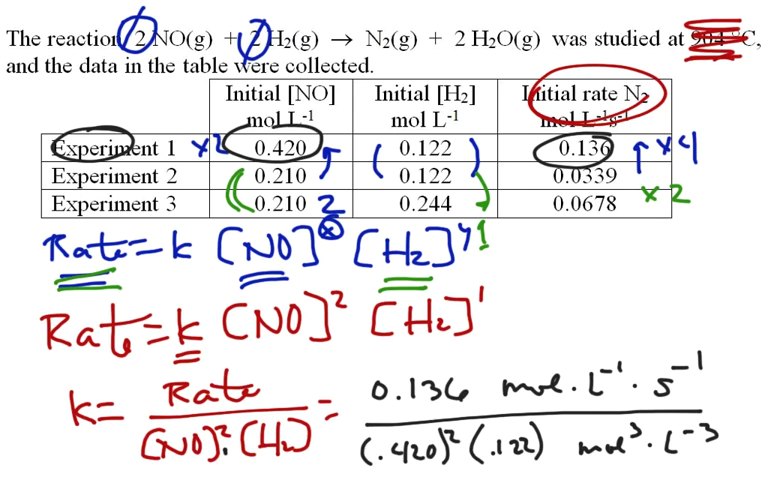 The reaction 2 NO(g) + 2 H₂(g) → N₂(g) + 2 H₂O(g) was studied at 904 °C,
and the data in the table were collected.
Initial [NO] mol L⁻¹ Initial [H₂] mol L⁻¹ Initial rate N₂ mol L⁻¹s⁻¹
Experiment 1 x2 0.420 0.122 0.136 ↑ x4
Experiment 2 0.210 0.122 0.0339
Experiment 3 0.210 2 0.244 0.0678 x2
Rate = k [NO]ˣ [H₂]ʸ 1
Rate = k [NO]² [H₂]¹
k = Rate / [NO]²·[H₂] = 0.136 mol·L⁻¹·s⁻¹ / (.420)² (.122) mol³·L⁻³